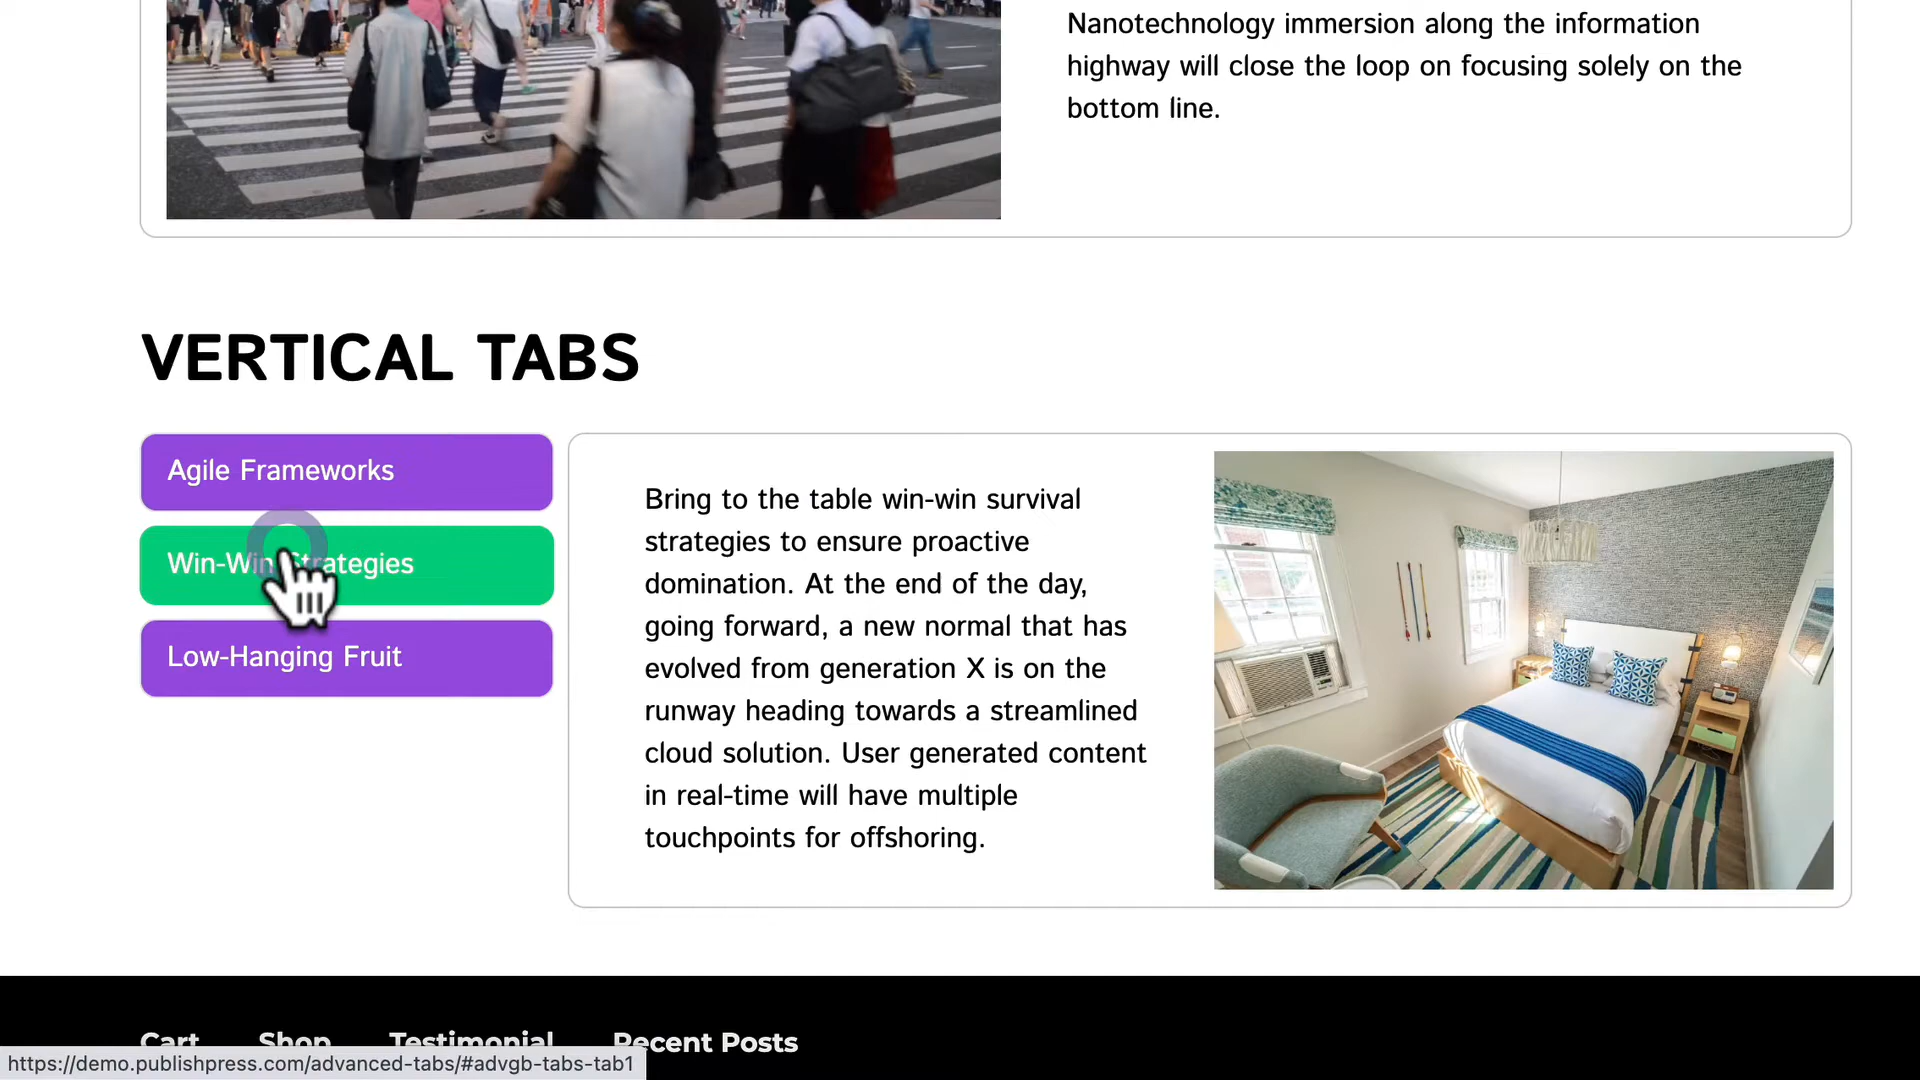 Nanotechnology immersion along the information
highway will close the loop on focusing solely on the
bottom line.
VERTICAL TABS
Agile Frameworks
Win-Win Strategies
Low-Hanging Fruit
Bring to the table win-win survival
strategies to ensure proactive
domination. At the end of the day,
going forward, a new normal that has
evolved from generation X is on the
runway heading towards a streamlined
cloud solution. User generated content
in real-time will have multiple
touchpoints for offshoring.
Cart Shop Testimonial Recent Posts
https://demo.publishpress.com/advanced-tabs/#advgb-tabs-tab1